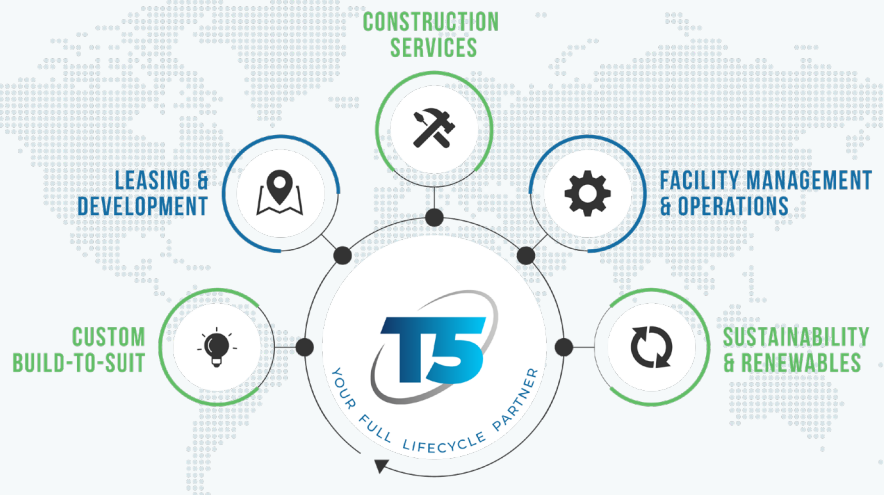 CONSTRUCTION
SERVICES
LEASING &
DEVELOPMENT
FACILITY MANAGEMENT
& OPERATIONS
CUSTOM
BUILD-TO-SUIT
SUSTAINABILITY
& RENEWABLES
T5
YOUR FULL LIFECYCLE PARTNER